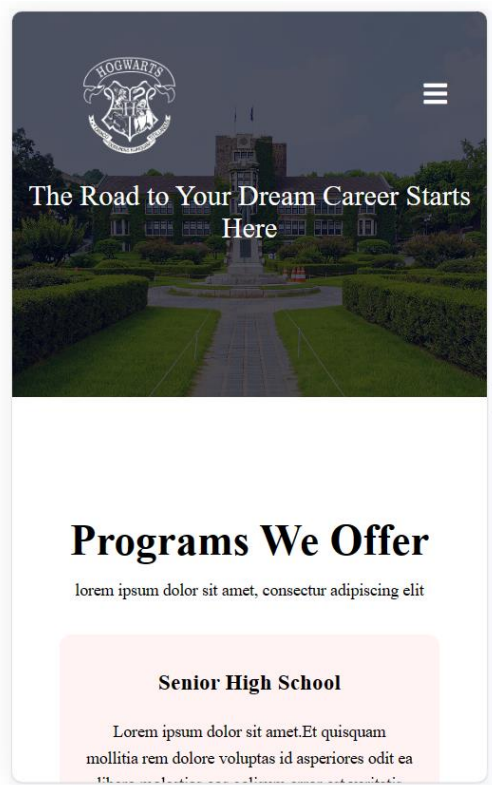 HOGWARTS
The Road to Your Dream Career Starts
Here
Programs We Offer
lorem ipsum dolor sit amet, consectur adipiscing elit
Senior High School
Lorem ipsum dolor sit amet.Et quisquam
mollitia rem dolore voluptas id asperiores odit ea